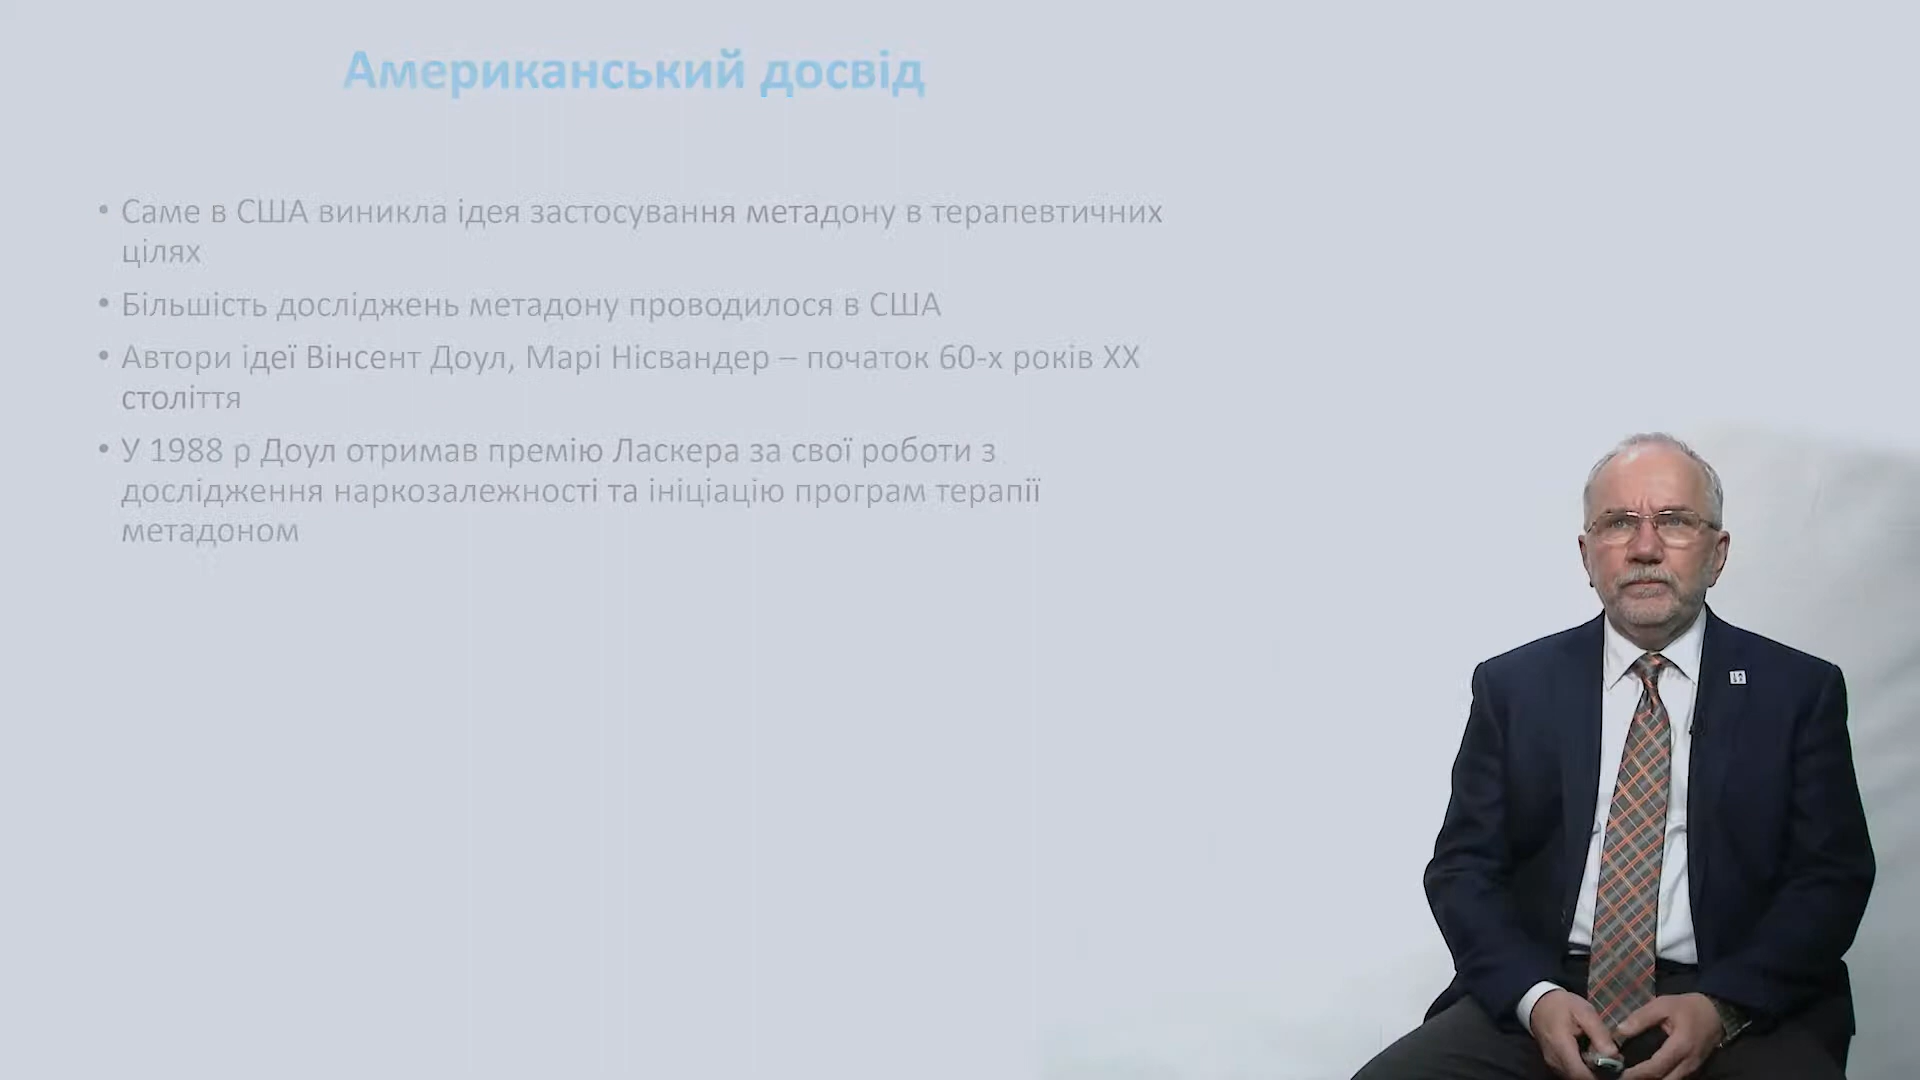 Американський досвід
• Саме в США виникла ідея застосування метадону в терапевтичних
цілях
• Більшість досліджень метадону проводилося в США
• Автори ідеї Вінсент Доул, Марі Нісвандер – початок 60-х років ХХ
століття
• У 1988 р Доул отримав премію Ласкера за свої роботи з
дослідження наркозалежності та ініціацію програм терапії
метадоном